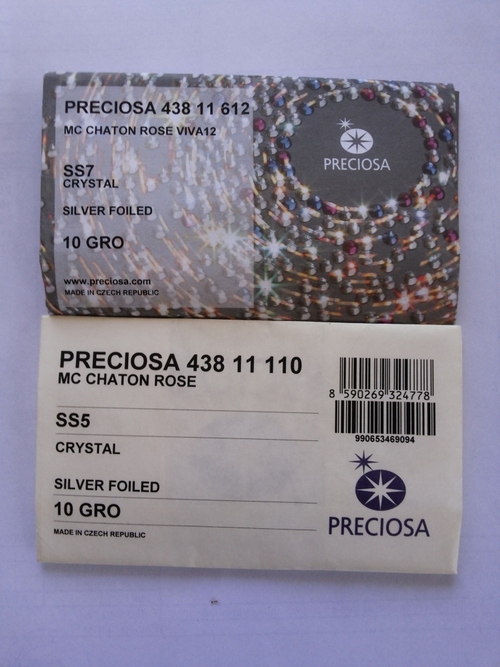 PRECIOSA 438 11 612
MC CHATON ROSE VIVA12
PRECIOSA
SS7
CRYSTAL
SILVER FOILED
10 GRO
www.preciosa.com
MADE IN CZECH REPUBLIC
PRECIOSA 438 11 110
MC CHATON ROSE
8 590269 324778
SS5
990653469094
CRYSTAL
SILVER FOILED
10 GRO
PRECIOSA
MADE IN CZECH REPUBLIC